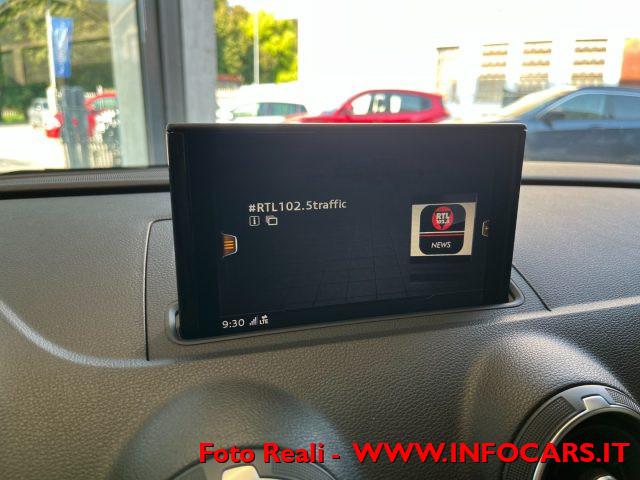 #RTL102.5traffic
RTL
102.5
NEWS
9:30 LTE
Foto Reali - WWW.INFOCARS.IT